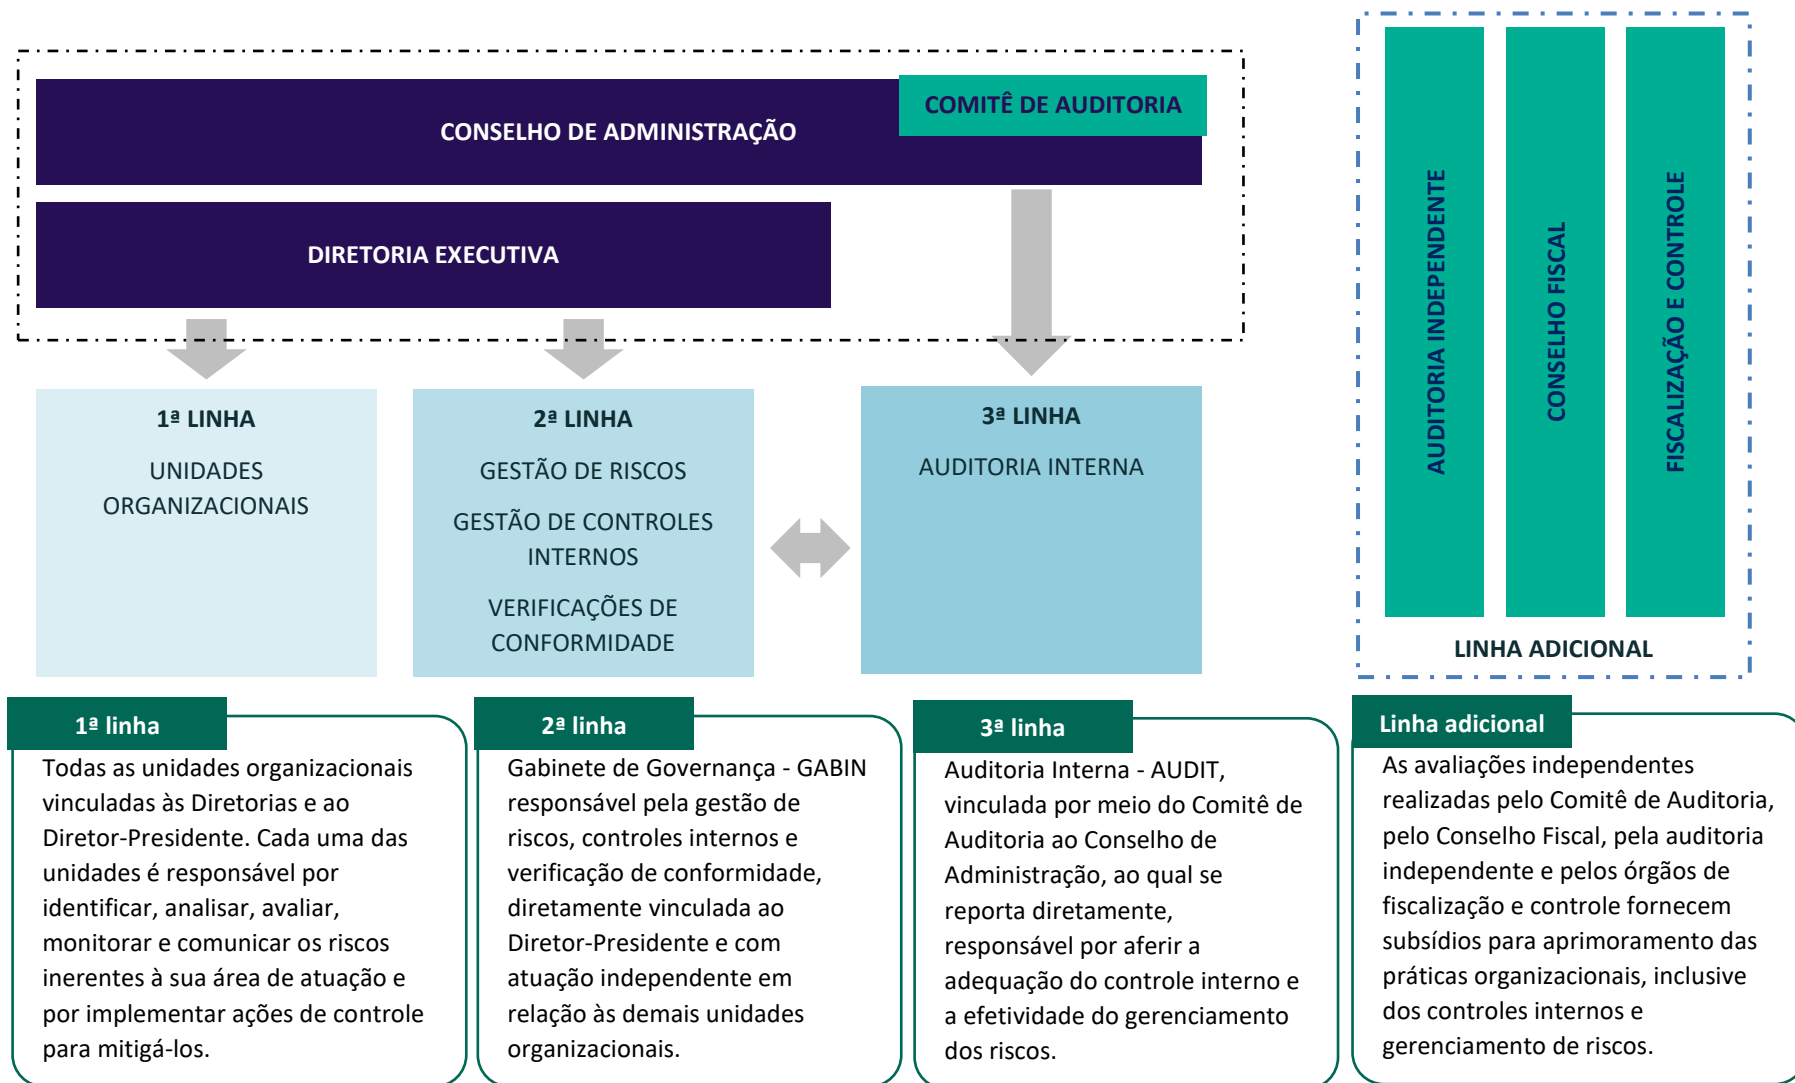 COMITÊ DE AUDITORIA
CONSELHO DE ADMINISTRAÇÃO
DIRETORIA EXECUTIVA
1ª LINHA
UNIDADES
ORGANIZACIONAIS
2ª LINHA
GESTÃO DE RISCOS
GESTÃO DE CONTROLES
INTERNOS
VERIFICAÇÕES DE
CONFORMIDADE
3ª LINHA
AUDITORIA INTERNA
AUDITORIA INDEPENDENTE
CONSELHO FISCAL
FISCALIZAÇÃO E CONTROLE
LINHA ADICIONAL
1ª linha
Todas as unidades organizacionais
vinculadas às Diretorias e ao
Diretor-Presidente. Cada uma das
unidades é responsável por
identificar, analisar, avaliar,
monitorar e comunicar os riscos
inerentes à sua área de atuação e
por implementar ações de controle
para mitigá-los.
2ª linha
Gabinete de Governança - GABIN
responsável pela gestão de
riscos, controles internos e
verificação de conformidade,
diretamente vinculada ao
Diretor-Presidente e com
atuação independente em
relação às demais unidades
organizacionais.
3ª linha
Auditoria Interna - AUDIT,
vinculada por meio do Comitê de
Auditoria ao Conselho de
Administração, ao qual se
reporta diretamente,
responsável por aferir a
adequação do controle interno e
a efetividade do gerenciamento
dos riscos.
Linha adicional
As avaliações independentes
realizadas pelo Comitê de Auditoria,
pelo Conselho Fiscal, pela auditoria
independente e pelos órgãos de
fiscalização e controle fornecem
subsídios para aprimoramento das
práticas organizacionais, inclusive
dos controles internos e
gerenciamento de riscos.